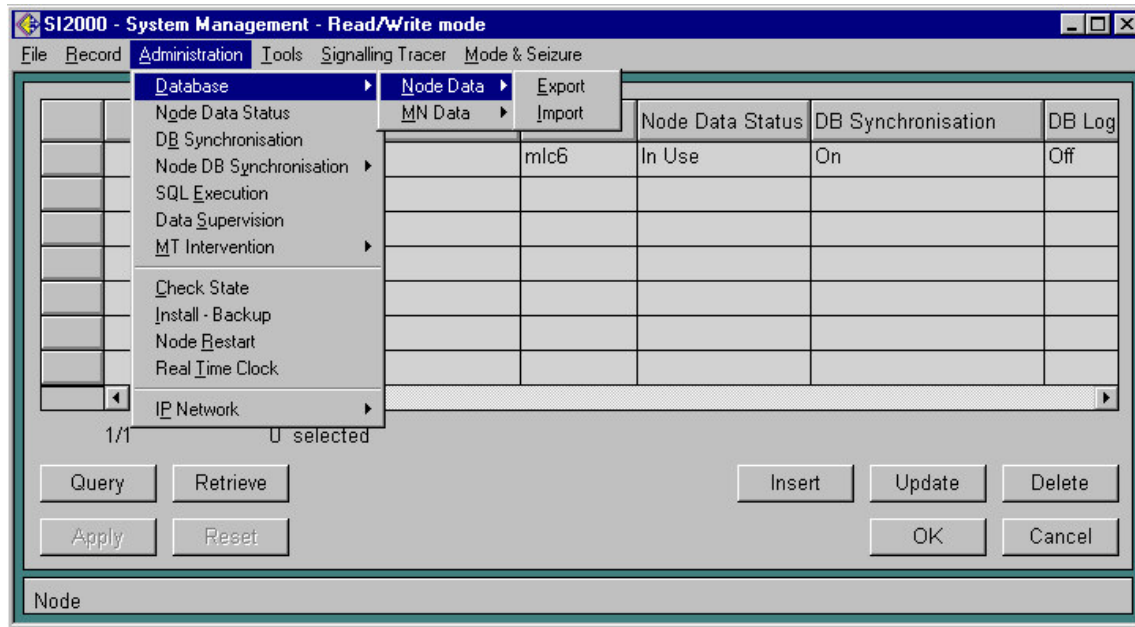 SI2000 - System Management - Read/Write mode
File Record Administration Tools Signalling Tracer Mode & Seizure
Database
Node Data Status
DB Synchronisation
Node DB Synchronisation
SQL Execution
Data Supervision
MT Intervention
Check State
Install - Backup
Node Restart
Real Time Clock
IP Network
Node Data
MN Data
Export
Import
Node Data Status DB Synchronisation DB Log
mlc6 In Use On Off
1/1 0 selected
Query Retrieve Insert Update Delete
Apply Reset OK Cancel
Node